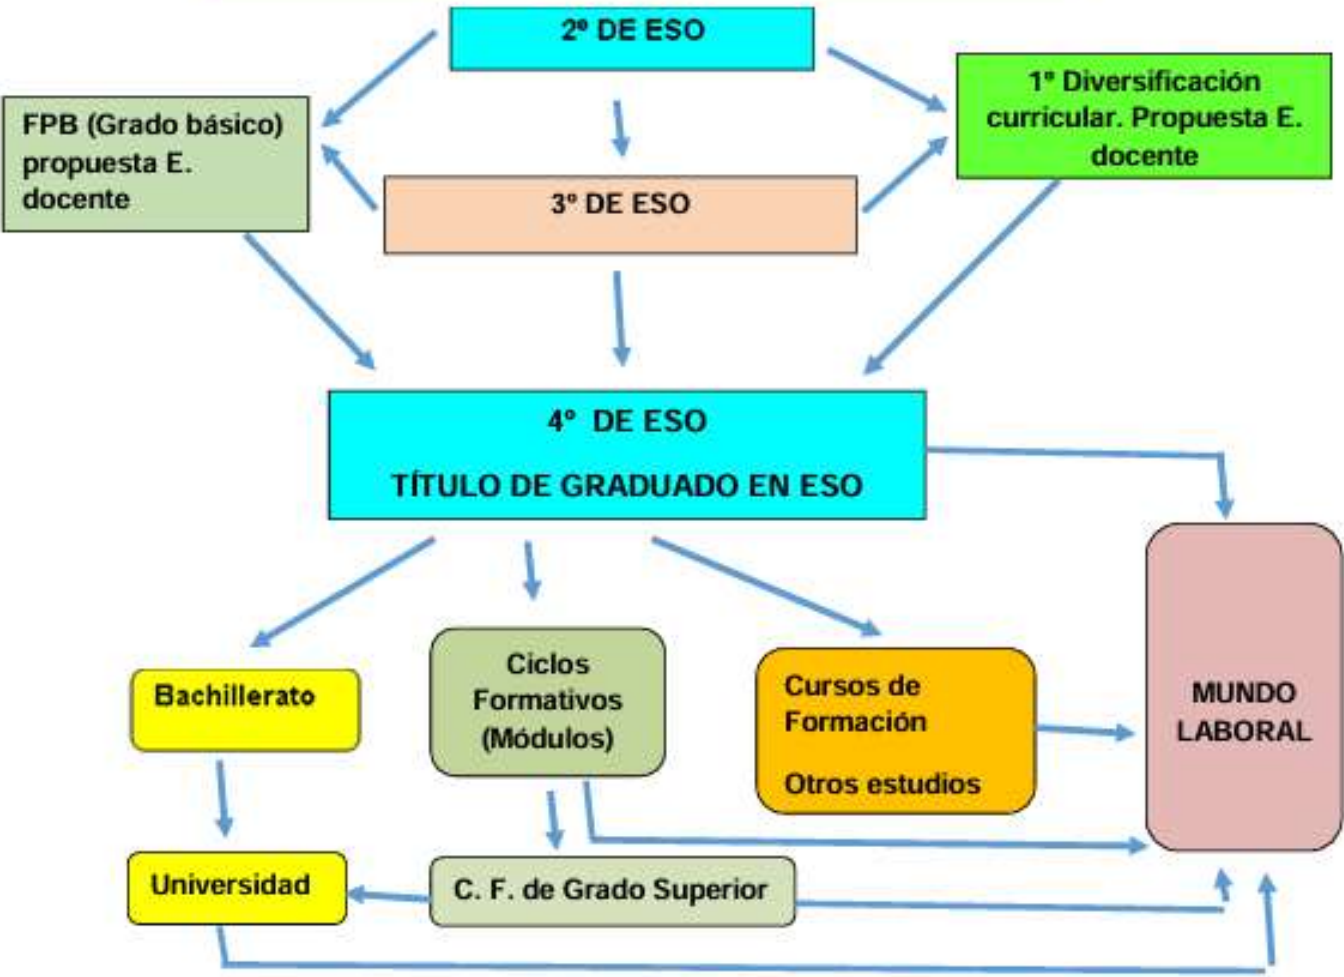 2º DE ESO
1º Diversificación
curricular. Propuesta E.
docente
FPB (Grado básico)
propuesta E.
docente
3º DE ESO
4º DE ESO
TÍTULO DE GRADUADO EN ESO
Bachillerato
Ciclos
Formativos
(Módulos)
Cursos de
Formación
Otros estudios
MUNDO
LABORAL
Universidad
C. F. de Grado Superior